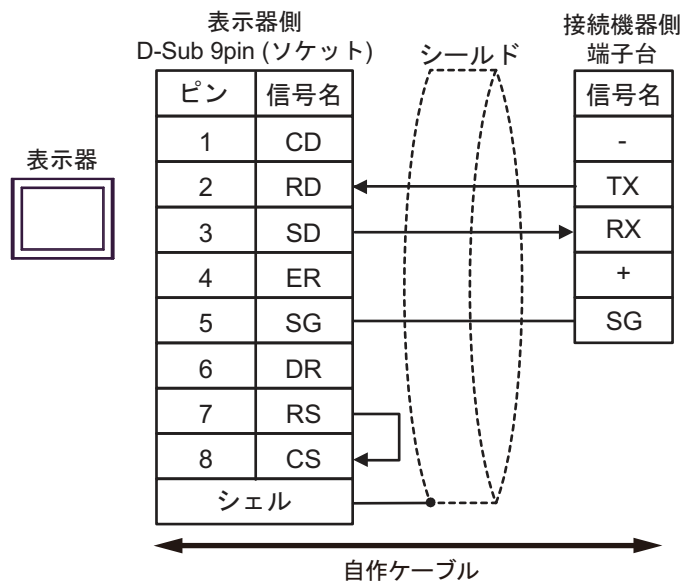 表示器側
D-Sub 9pin (ソケット)
シールド
接続機器側
端子台
表示器
ピン 信号名
1 CD
2 RD
3 SD
4 ER
5 SG
6 DR
7 RS
8 CS
シェル
信号名
-
TX
RX
+
SG
自作ケーブル